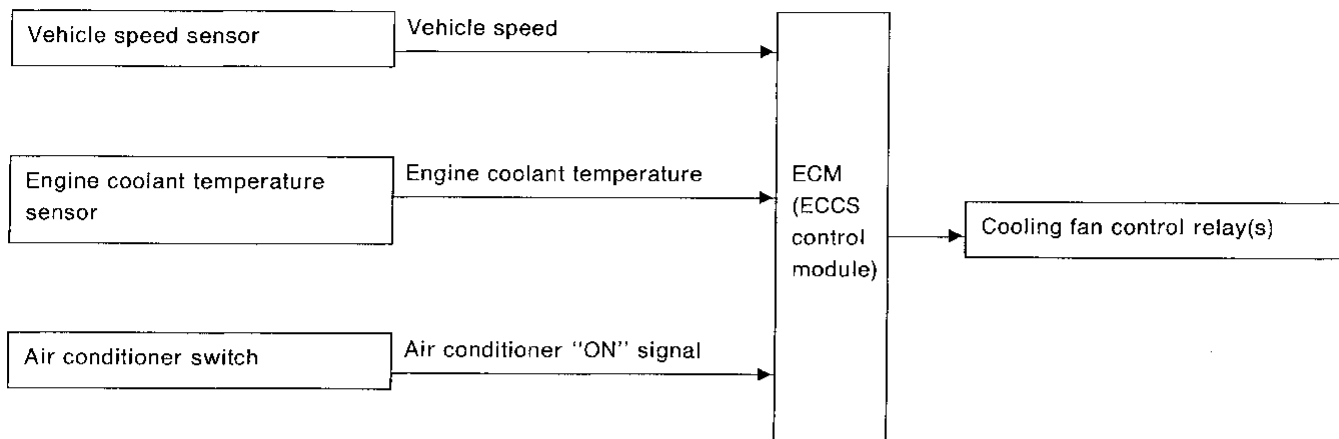 Vehicle speed sensor
Vehicle speed
Engine coolant temperature
sensor
Engine coolant temperature
Air conditioner switch
Air conditioner "ON" signal
ECM
(ECCS
control
module)
Cooling fan control relay(s)